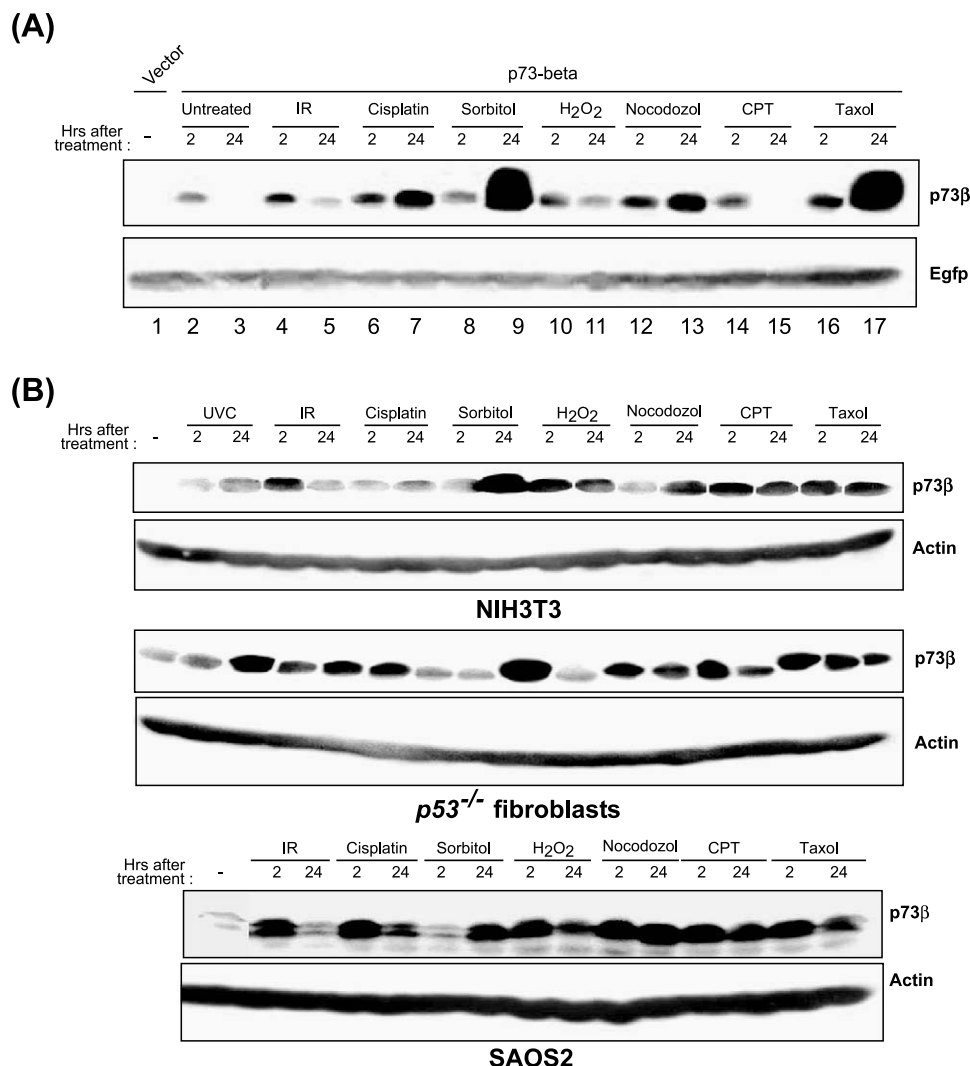 (A)
Vector
p73-beta
Untreated IR Cisplatin Sorbitol H2O2 Nocodozol CPT Taxol
Hrs after
treatment : - 2 24 2 24 2 24 2 24 2 24 2 24 2 24 2 24
p73β
Egfp
1 2 3 4 5 6 7 8 9 10 11 12 13 14 15 16 17
(B)
UVC IR Cisplatin Sorbitol H2O2 Nocodozol CPT Taxol
Hrs after
treatment : - 2 24 2 24 2 24 2 24 2 24 2 24 2 24 2 24
p73β
Actin
NIH3T3
p73β
Actin
p53-/- fibroblasts
IR Cisplatin Sorbitol H2O2 Nocodozol CPT Taxol
Hrs after
treatment : - 2 24 2 24 2 24 2 24 2 24 2 24 2 24
p73β
Actin
SAOS2